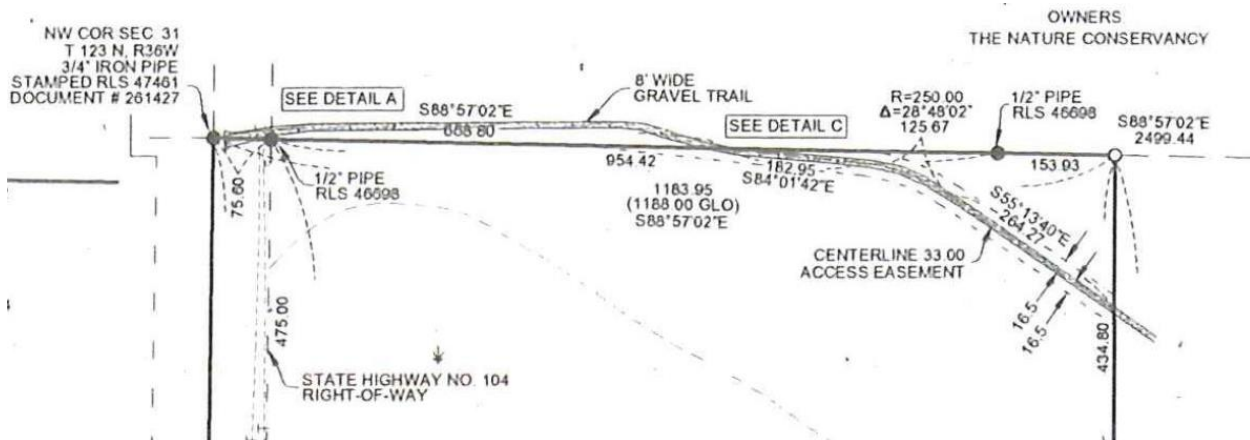 NW COR SEC 31
T 123 N, R36W
3/4" IRON PIPE
STAMPED RLS 47461
DOCUMENT # 261427
SEE DETAIL A
S88°57'02"E
668.80
8' WIDE
GRAVEL TRAIL
OWNERS
THE NATURE CONSERVANCY
SEE DETAIL C
R=250.00
Δ=28°48'02"
125.67
1/2" PIPE
RLS 46698
S88°57'02"E
2499.44
75.60
1/2" PIPE
RLS 46698
954.42
182.95
S84°01'42"E
153.93
1183.95
(1188.00 GLO)
S88°57'02"E
S55°13'40"E
264.27
CENTERLINE 33.00
ACCESS EASEMENT
16.5
16.5
434.80
475.00
STATE HIGHWAY NO. 104
RIGHT-OF-WAY